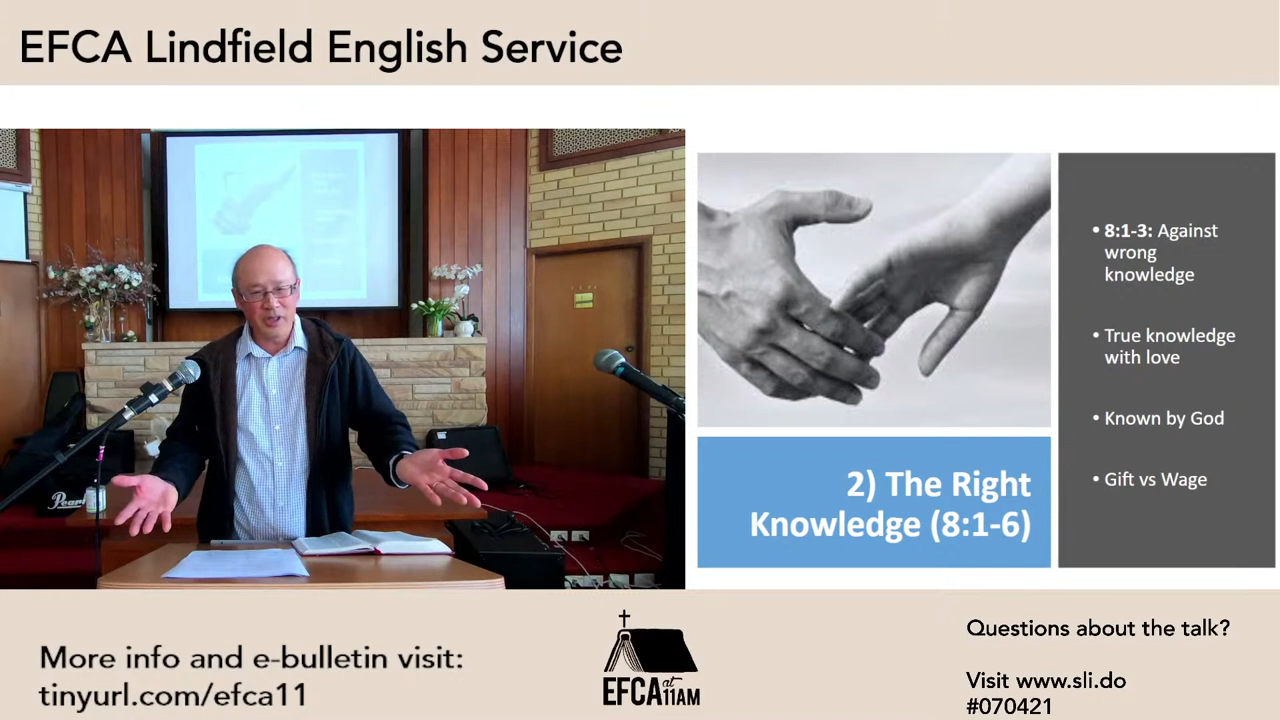 EFCA Lindfield English Service
Pearl
• 8:1-3: Against
wrong
knowledge
• True knowledge
with love
• Known by God
• Gift vs Wage
2) The Right
Knowledge (8:1-6)
More info and e-bulletin visit:
tinyurl.com/efca11
EFCA at 11AM
Questions about the talk?
Visit www.sli.do
#070421